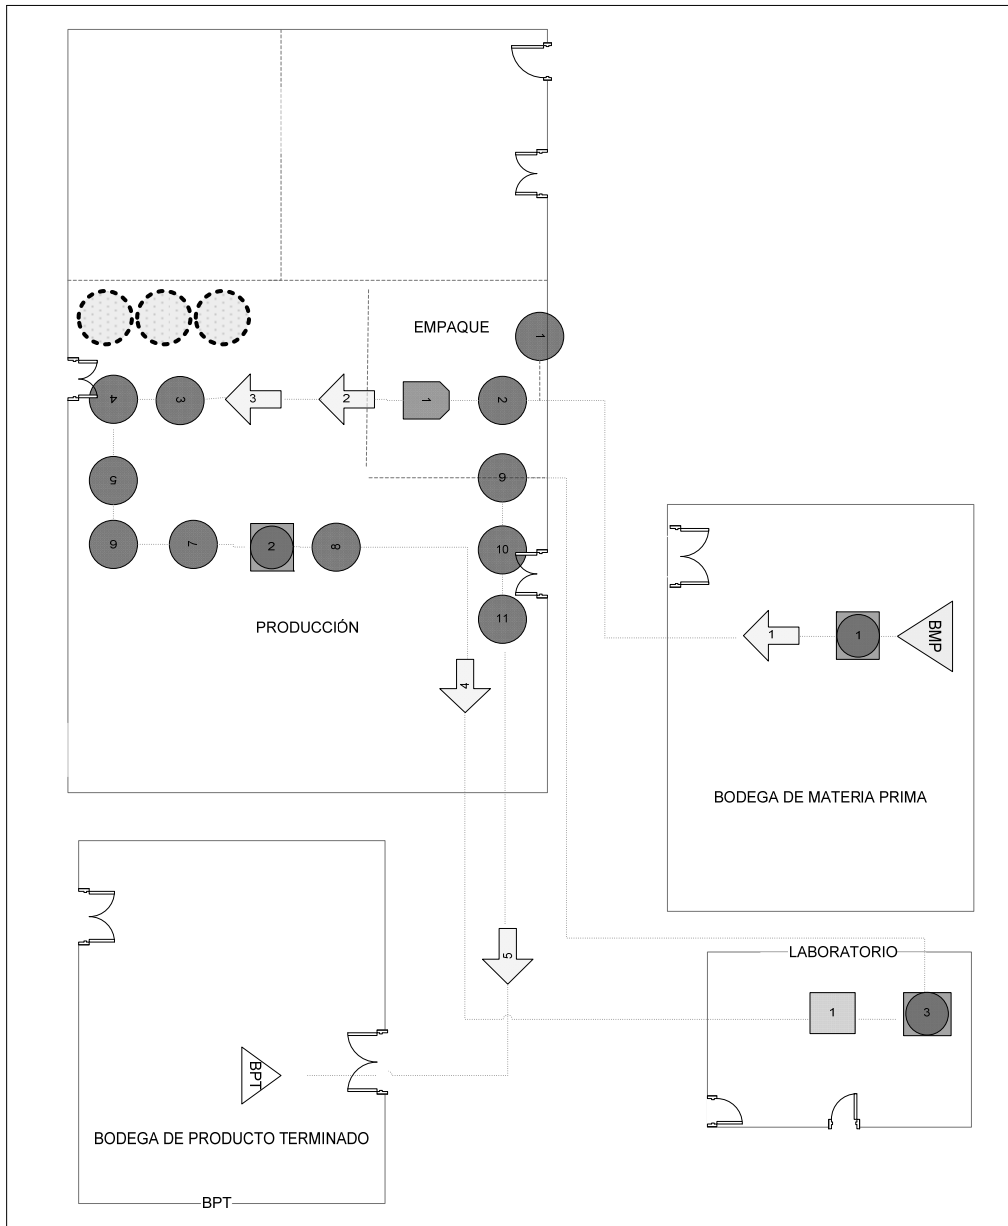 EMPAQUE
1
4
3
3
2
1
2
5
9
6
7
2
8
10
PRODUCCIÓN
11
1
1
BMP
4
BODEGA DE MATERIA PRIMA
5
LABORATORIO
1
3
BPT
BODEGA DE PRODUCTO TERMINADO
BPT